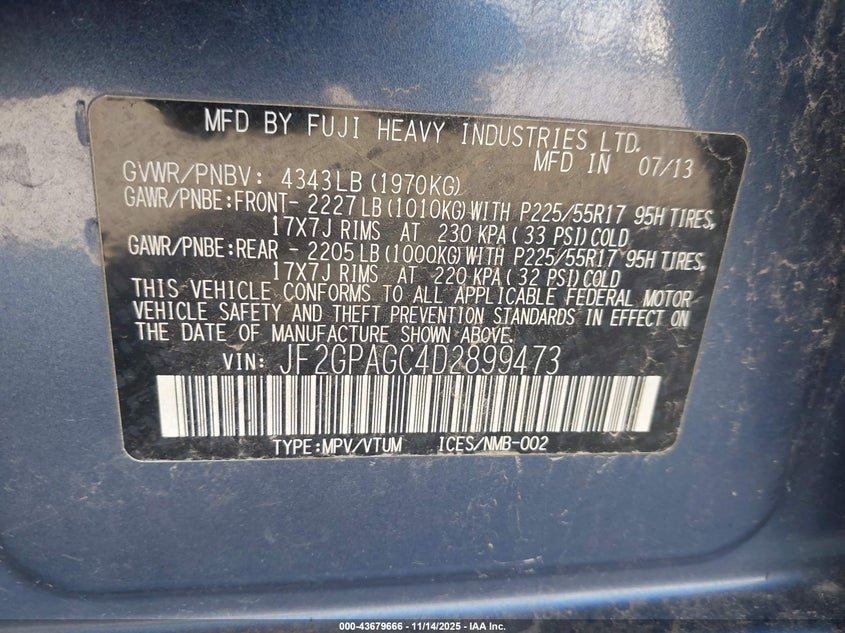 MFD BY FUJI HEAVY INDUSTRIES LTD.
MFD IN 07/13
GVWR/PNBV: 4343LB (1970KG)
GAWR/PNBE:FRONT- 2227LB (1010KG) WITH P225/55R17 95H TIRES,
17X7J RIMS AT 230 KPA (33 PSI) COLD
GAWR/PNBE:REAR - 2205LB (1000KG) WITH P225/55R17 95H TIRES,
17X7J RIMS AT 220 KPA (32 PSI) COLD
THIS VEHICLE CONFORMS TO ALL APPLICABLE FEDERAL MOTOR
VEHICLE SAFETY AND THEFT PREVENTION STANDARDS IN EFFECT ON
THE DATE OF MANUFACTURE SHOWN ABOVE.
VIN: JF2GPAGC4D2899473
TYPE:MPV/VTUM ICES/NMB-002
000-43679666 - 11/14/2025 - IAA Inc.